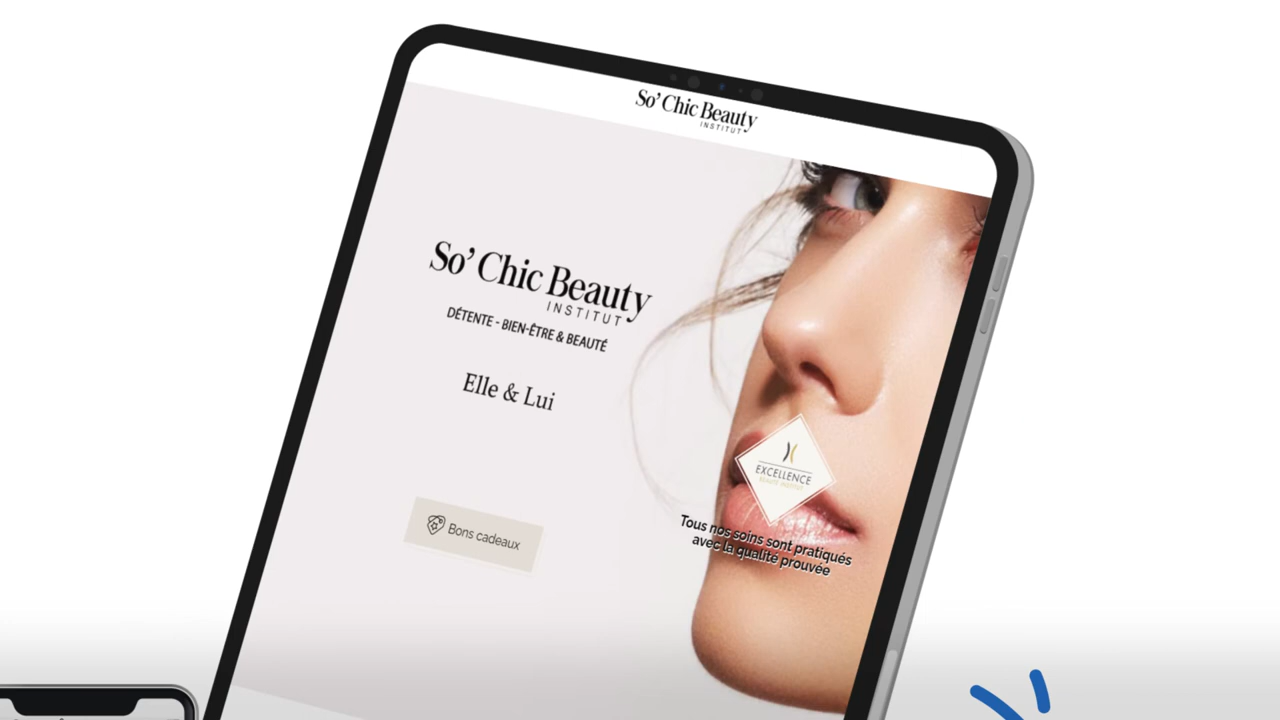 So' Chic Beauty
INSTITUT
So' Chic Beauty
INSTITUT
DÉTENTE - BIEN-ÊTRE & BEAUTÉ
Elle & Lui
Bons cadeaux
EXCELLENCE
Tous nos soins sont pratiqués
avec la qualité prouvée